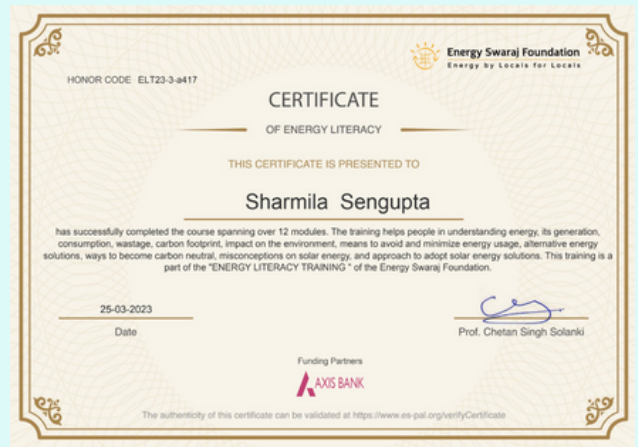 Energy Swaraj Foundation
Energy by Locals for Locals
HONOR CODE ELT23-3-a417
CERTIFICATE
OF ENERGY LITERACY
THIS CERTIFICATE IS PRESENTED TO
Sharmila Sengupta
has successfully completed the course spanning over 12 modules. The training helps people in understanding energy, its generation,
consumption, wastage, carbon footprint, impact on the environment, means to avoid and minimize energy usage, alternative energy
solutions, ways to become carbon neutral, misconceptions on solar energy, and approach to adopt solar energy solutions. This training is a
part of the "ENERGY LITERACY TRAINING " of the Energy Swaraj Foundation.
25-03-2023
Date
Prof. Chetan Singh Solanki
Funding Partners
AXIS BANK
The authenticity of this certificate can be validated at https://www.es-pal.org/verifyCertificate